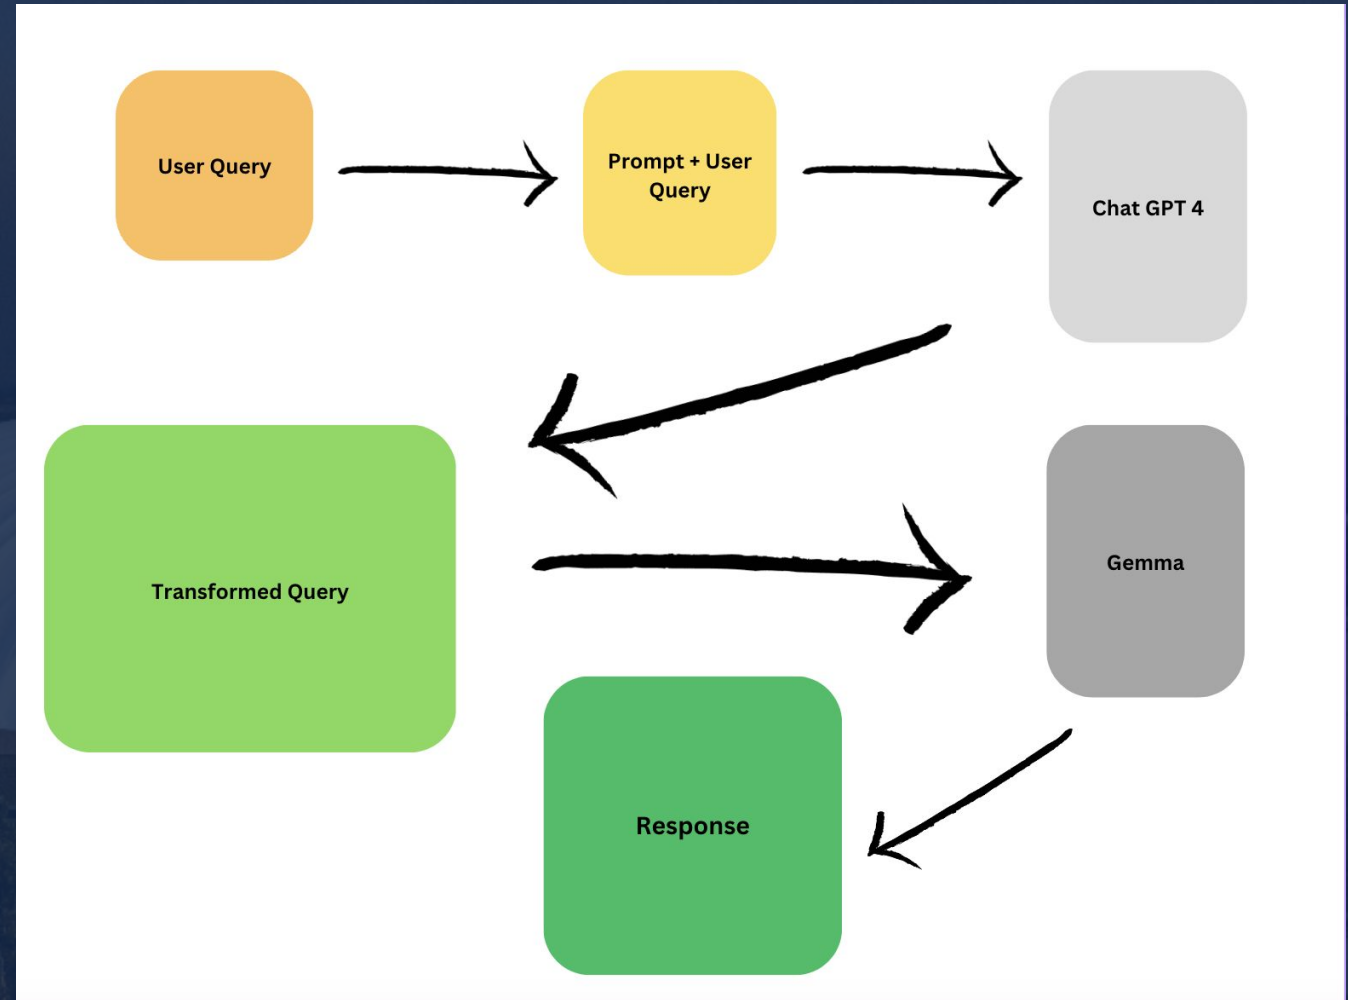 User Query
Prompt + User
Query
Chat GPT 4
Transformed Query
Gemma
Response